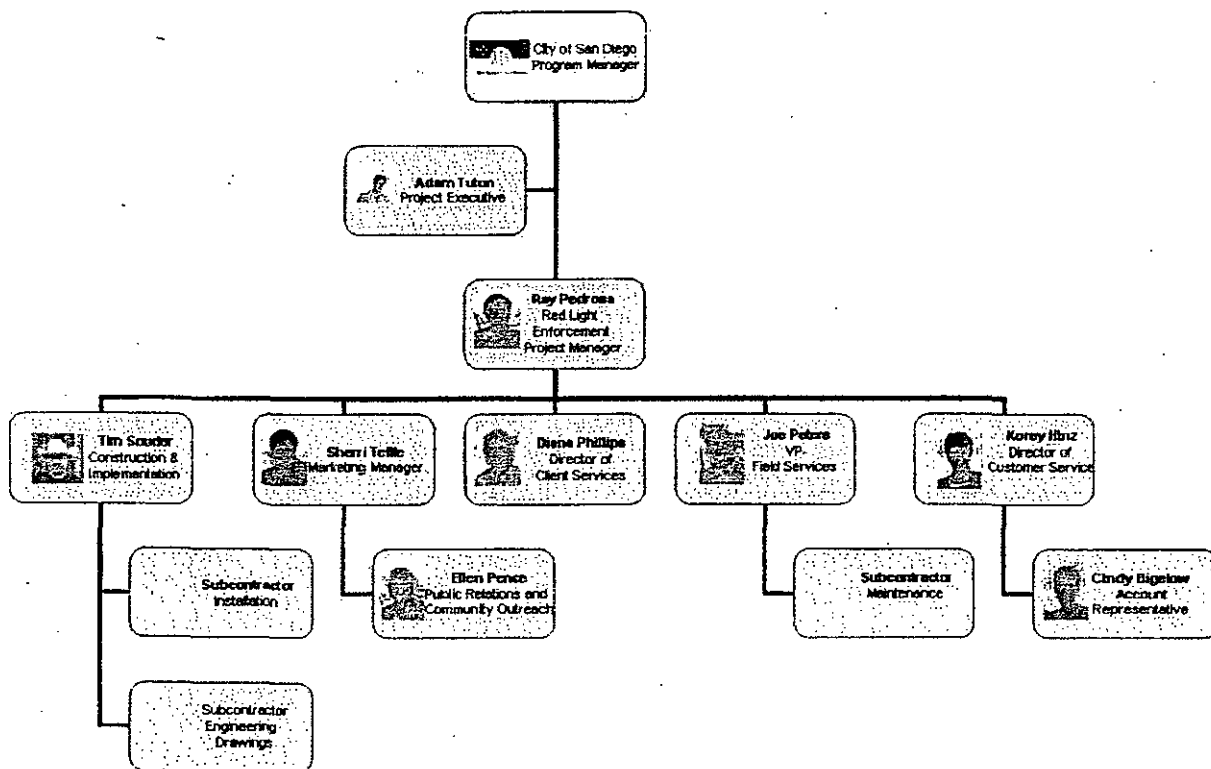 City of San Diego
Program Manager
Adam Tuton
Project Executive
Ray Pedrosa
Red Light
Enforcement
Project Manager
Tim Souder
Construction &
Implementation
Sherri Teille
Marketing Manager
Diane Phillips
Director of
Client Services
Joe Peters
VP-
Field Services
Korey Hinz
Director of
Customer Service
Subcontractor
Installation
Ellen Pence
Public Relations and
Community Outreach
Subcontractor
Maintenance
Cindy Bigelow
Account
Representative
Subcontractor
Engineering
Drawings